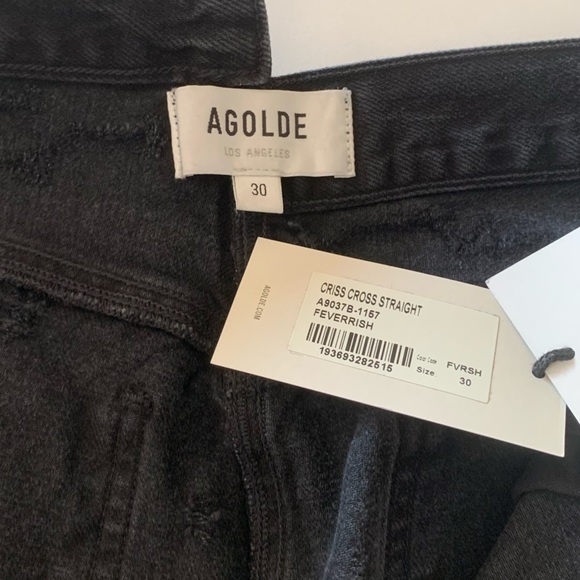 AGOLDE
LOS ANGELES
30
AGOLDE.COM
CRISS CROSS STRAIGHT
A9037B-1157
FEVERRISH
193693282515
Color Code FVRSH
Size 30